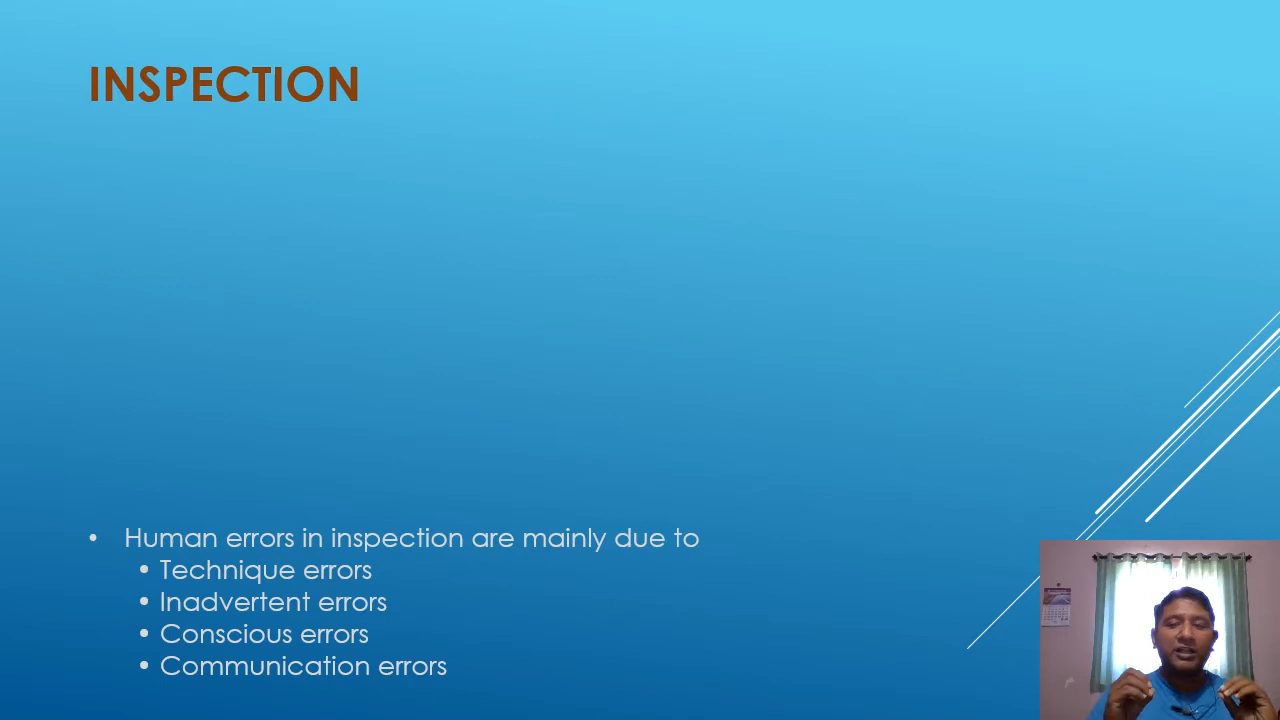 INSPECTION
• Human errors in inspection are mainly due to
• Technique errors
• Inadvertent errors
• Conscious errors
• Communication errors